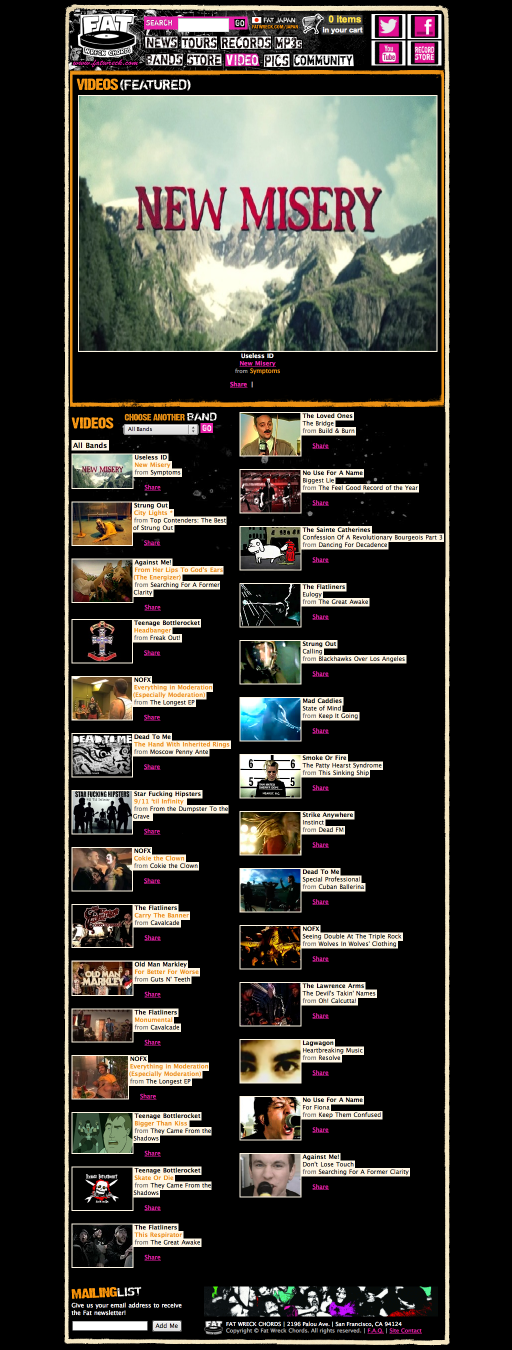 FAT
WRECK CHORDS
www.fatwreck.com
SEARCH GO
FAT JAPAN
FATWRECK.COM/JAPAN
0 items
in your cart
NEWS TOURS RECORDS MP3s
BANDS STORE VIDEO PICS COMMUNITY
You
Tube
RECORD
STORE
VIDEOS (FEATURED)
NEW MISERY
Useless ID
New Misery
from Symptoms
Share |
VIDEOS
CHOOSE ANOTHER BAND
All Bands GO
All Bands
NEW MISERY
Useless ID
New Misery
from Symptoms
Share
Strung Out
City Lights *
from Top Contenders: The Best
of Strung Out
Share
Against Me!
From Her Lips To God's Ears
(The Energizer)
from Searching For A Former
Clarity
Share
Teenage Bottlerocket
Headbanger
from Freak Out!
Share
NOFX
Everything in Moderation
(Especially Moderation)
from The Longest EP
Share
DEAD TO ME
Dead To Me
The Hand With Inherited Rings
from Moscow Penny Ante
Share
STAR FUCKING HIPSTERS
Star Fucking Hipsters
9/11 'til Infinity
from From the Dumpster To the
Grave
Share
NOFX
Cokie the Clown
from Cokie the Clown
Share
The Flatliners
Carry The Banner
from Cavalcade
Share
OLD MAN
MARKLEY
Old Man Markley
For Better For Worse
from Guts N' Teeth
Share
The Flatliners
Monumental
from Cavalcade
Share
NOFX
Everything in Moderation
(Especially Moderation)
from The Longest EP
Share
Teenage Bottlerocket
Bigger Than Kiss
from They Came From the
Shadows
Share
TEENAGE BOTTLEROCKET
Teenage Bottlerocket
Skate Or Die
from They Came From the
Shadows
Share
The Flatliners
This Respirator
from The Great Awake
Share
The Loved Ones
The Bridge
from Build & Burn
Share
No Use For A Name
Biggest Lie
from The Feel Good Record of the Year
Share
The Sainte Catherines
Confession Of A Revolutionary Bourgeois Part 3
from Dancing For Decadence
Share
The Flatliners
Eulogy
from The Great Awake
Share
Strung Out
Calling
from Blackhawks Over Los Angeles
Share
Mad Caddies
State of Mind
from Keep It Going
Share
Smoke Or Fire
The Patty Hearst Syndrome
from This Sinking Ship
Share
Strike Anywhere
Instinct
from Dead FM
Share
Dead To Me
Special Professional
from Cuban Ballerina
Share
NOFX
Seeing Double At The Triple Rock
from Wolves In Wolves' Clothing
Share
The Lawrence Arms
The Devil's Takin' Names
from Oh! Calcutta!
Share
Lagwagon
Heartbreaking Music
from Resolve
Share
No Use For A Name
For Fiona
from Keep Them Confused
Share
Against Me!
Don't Lose Touch
from Searching For A Former Clarity
Share
MAILINGLIST
Give us your email address to receive
the Fat newsletter!
Add Me
FAT WRECK CHORDS | 2196 Palou Ave. | San Francisco, CA 94124
Copyright © Fat Wreck Chords. All rights reserved. | F.A.Q. | Site Contact